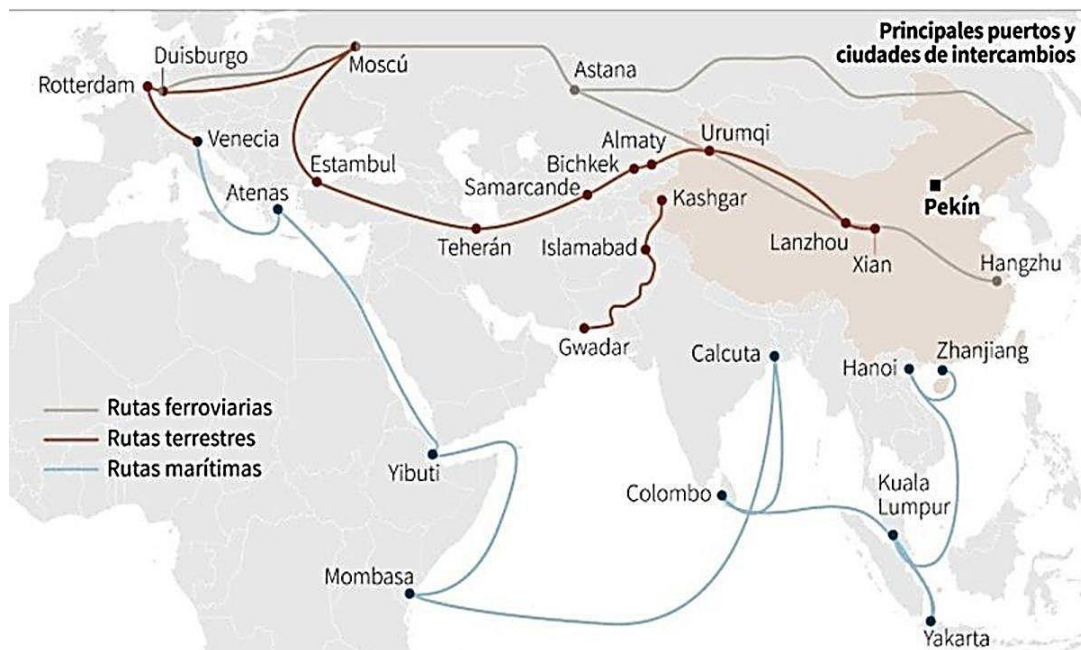 Principales puertos y
ciudades de intercambios
Duisburgo
Moscú
Rotterdam
Astana
Venecia
Almaty
Urumqi
Bichkek
Estambul
Samarcande
Atenas
Kashgar
Pekín
Teherán
Islamabad
Lanzhou
Xian
Hangzhu
Gwadar
Calcuta
Hanoi
Zhanjiang
Rutas ferroviarias
Rutas terrestres
Rutas marítimas
Yibuti
Colombo
Kuala
Lumpur
Mombasa
Yakarta